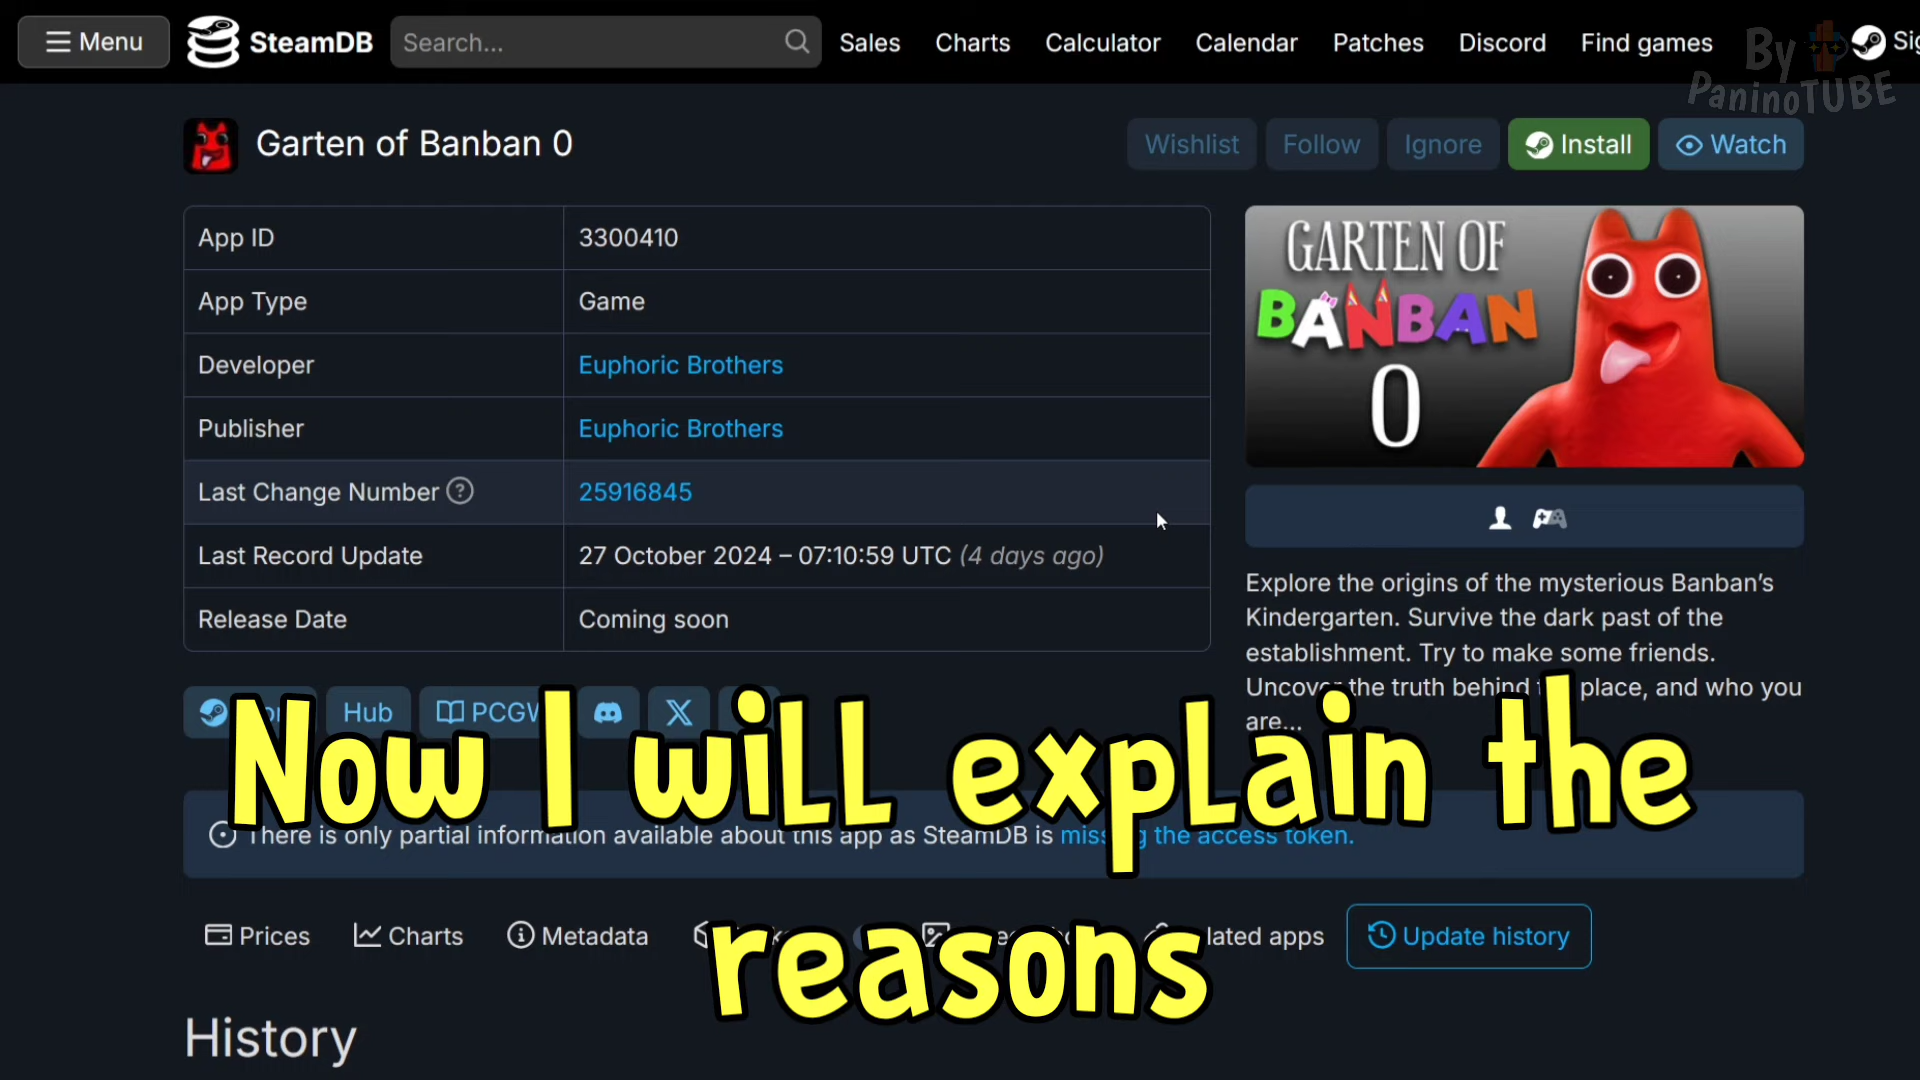 Menu
SteamDB
Search...
Sales
Charts
Calculator
Calendar
Patches
Discord
Find games
By
PaninoTUBE
Garten of Banban 0
Wishlist
Follow
Ignore
Install
Watch
App ID 3300410
App Type Game
Developer Euphoric Brothers
Publisher Euphoric Brothers
Last Change Number ? 25916845
Last Record Update 27 October 2024 – 07:10:59 UTC (4 days ago)
Release Date Coming soon
GARTEN OF
BANBAN
0
Explore the origins of the mysterious Banban's
Kindergarten. Survive the dark past of the
establishment. Try to make some friends.
Uncover the truth behind place, and who you
are...
Hub
PCGW
Now I will explain the
reasons
There is only partial information available about this app as SteamDB is missing the access token.
Prices
Charts
Metadata
Update history
History